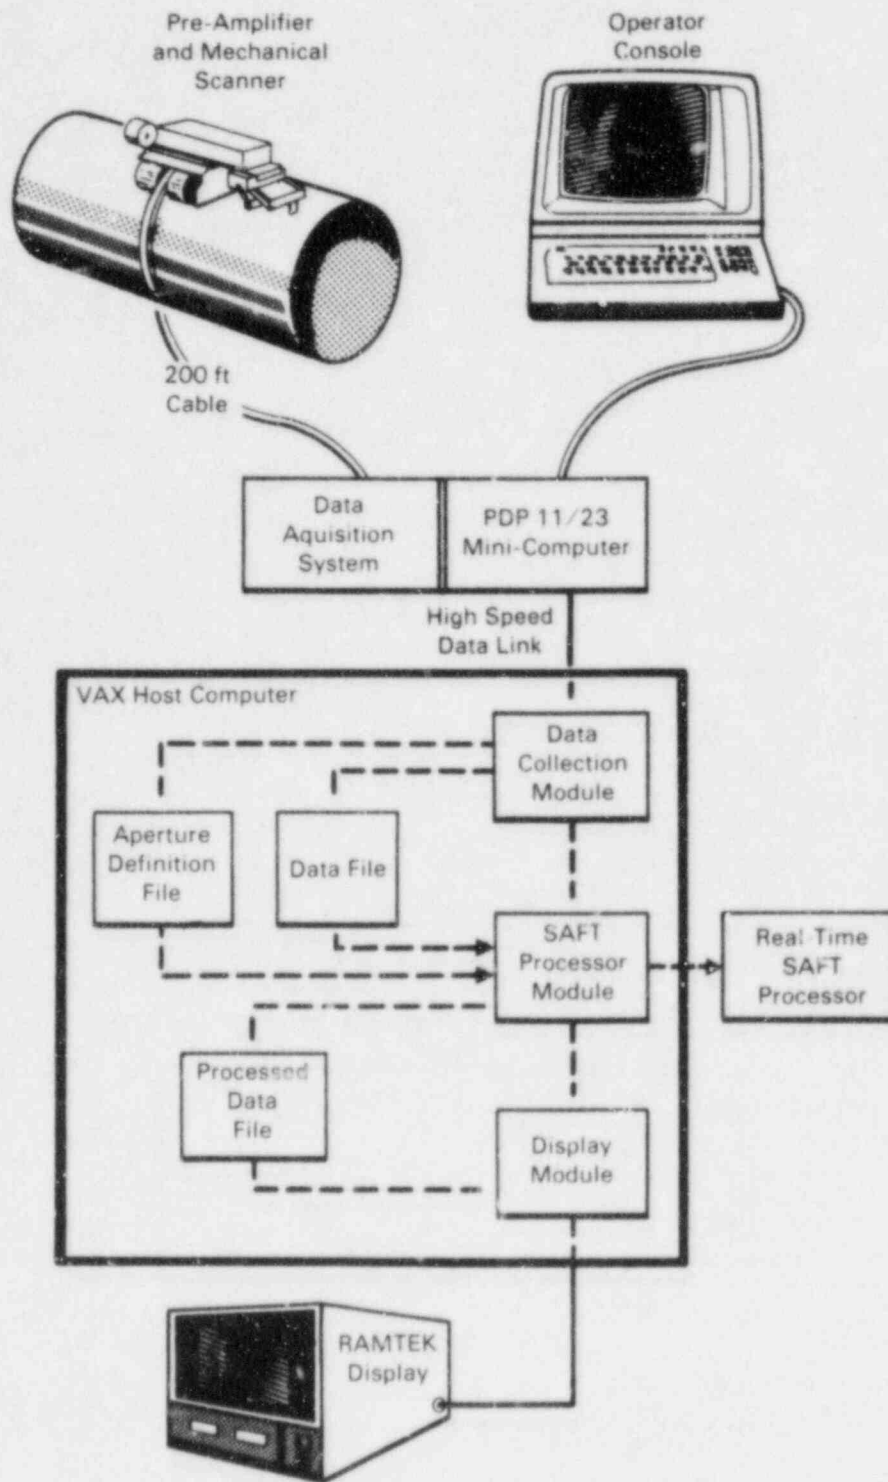 Pre-Amplifier
and Mechanical
Scanner
Operator
Console
200 ft
Cable
Data
Aquisition
System
PDP 11/23
Mini-Computer
High Speed
Data Link
VAX Host Computer
Data
Collection
Module
Aperture
Definition
File
Data File
SAFT
Processor
Module
Real Time
SAFT
Processor
Processed
Data
File
Display
Module
RAMTEK
Display